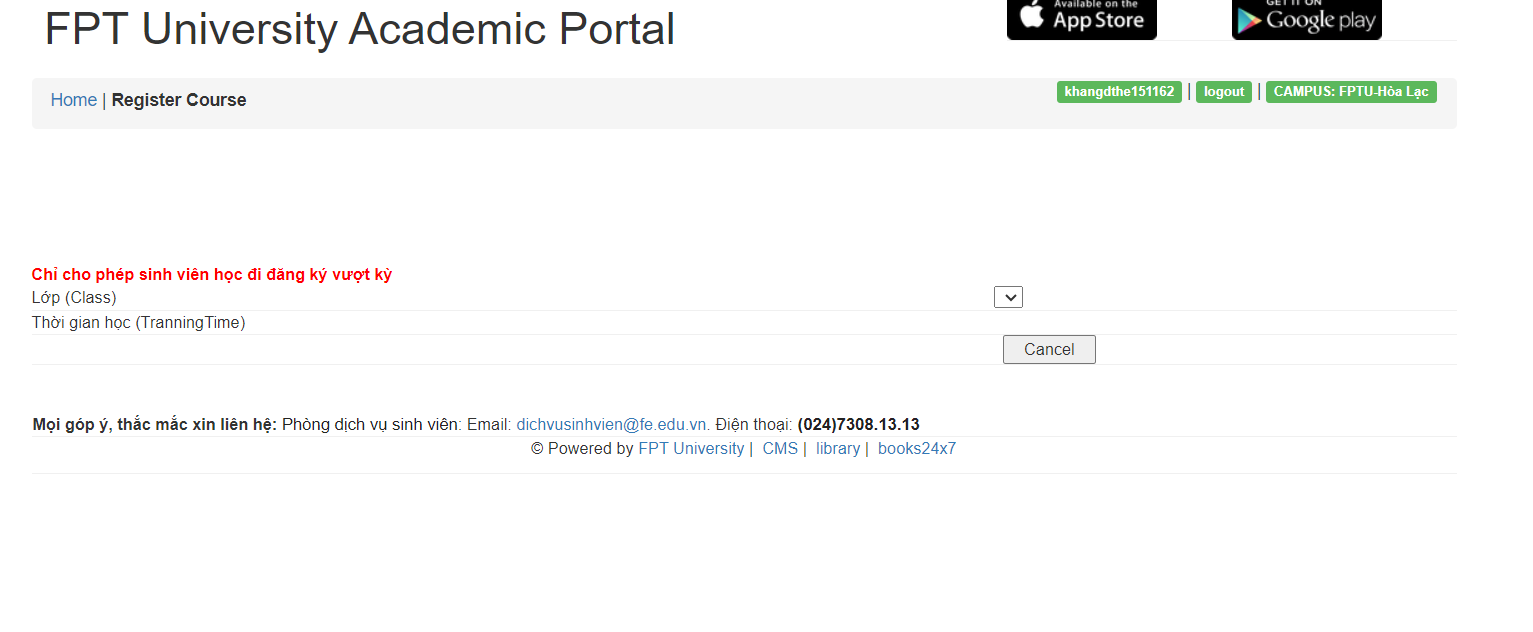 FPT University Academic Portal
Available on the
App Store
GET IT ON
Google play
Home | Register Course
khangdthe151162 | logout | CAMPUS: FPTU-Hòa Lạc
Chỉ cho phép sinh viên học đi đăng ký vượt kỳ
Lớp (Class)
Thời gian học (TranningTime)
Cancel
Mọi góp ý, thắc mắc xin liên hệ: Phòng dịch vụ sinh viên: Email: dichvusinhvien@fe.edu.vn. Điện thoại: (024)7308.13.13
© Powered by FPT University | CMS | library | books24x7